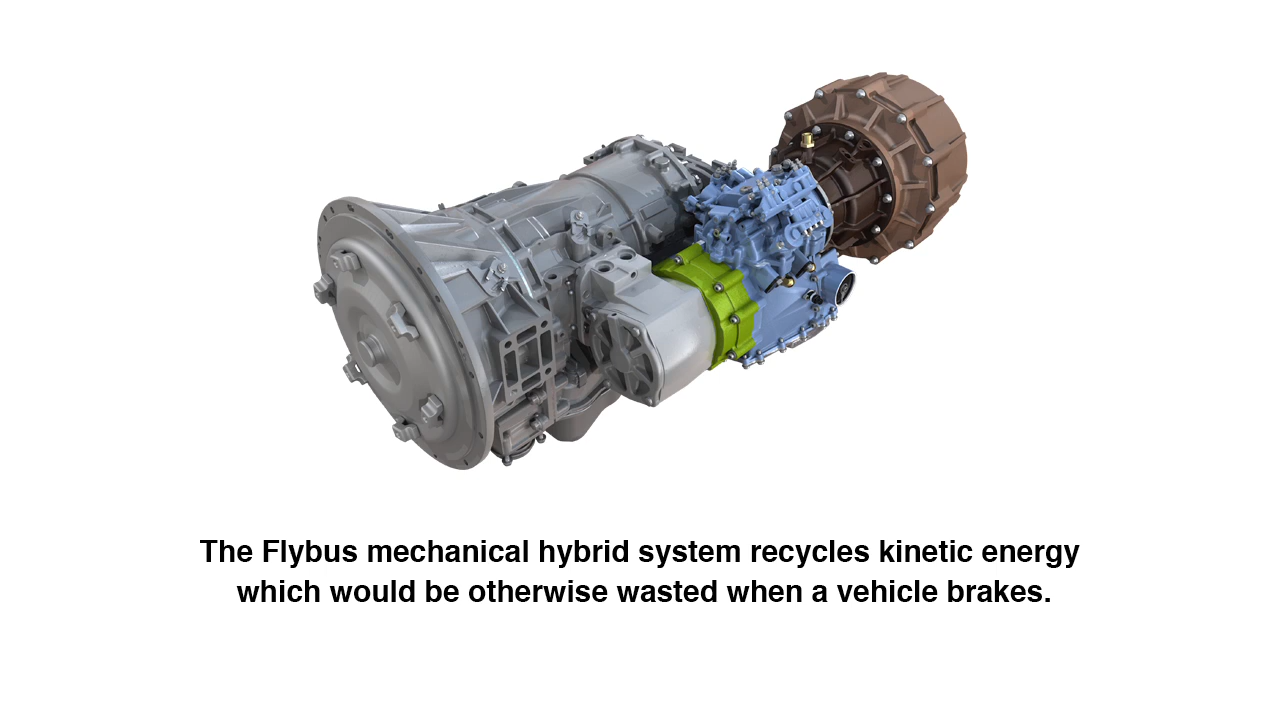 The Flybus mechanical hybrid system recycles kinetic energy
which would be otherwise wasted when a vehicle brakes.